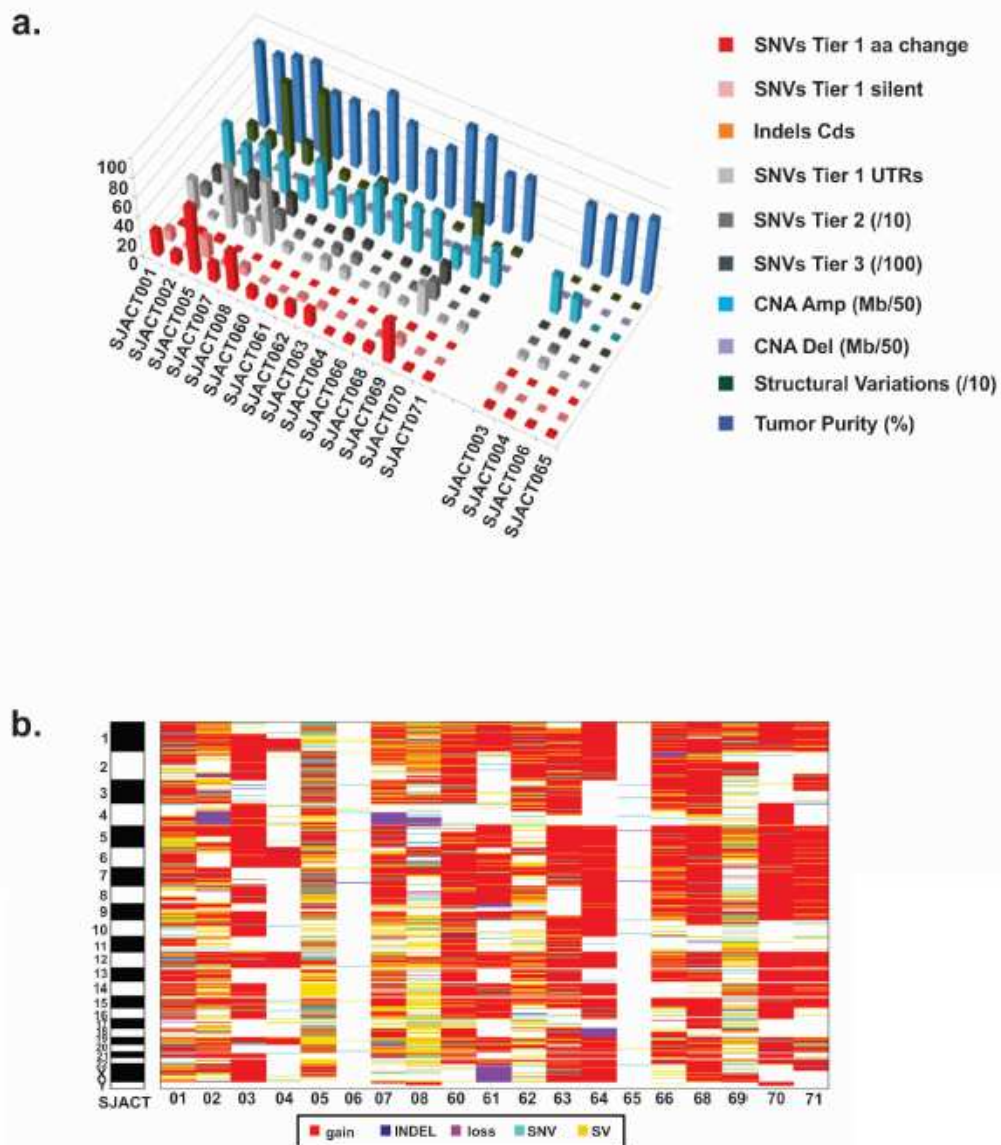 a.
100
80
60
40
20
0
SJACT001
SJACT002
SJACT005
SJACT007
SJACT008
SJACT060
SJACT061
SJACT062
SJACT063
SJACT064
SJACT066
SJACT068
SJACT069
SJACT070
SJACT071
SJACT003
SJACT004
SJACT006
SJACT065
SNVs Tier 1 aa change
SNVs Tier 1 silent
Indels Cds
SNVs Tier 1 UTRs
SNVs Tier 2 (/10)
SNVs Tier 3 (/100)
CNA Amp (Mb/50)
CNA Del (Mb/50)
Structural Variations (/10)
Tumor Purity (%)
b.
1
2
3
4
5
6
7
8
9
10
11
12
13
14
15
16
17
18
19
20
21
X
Y
SJACT 01 02 03 04 05 06 07 08 60 61 62 63 64 65 66 68 69 70 71
gain INDEL loss SNV SV